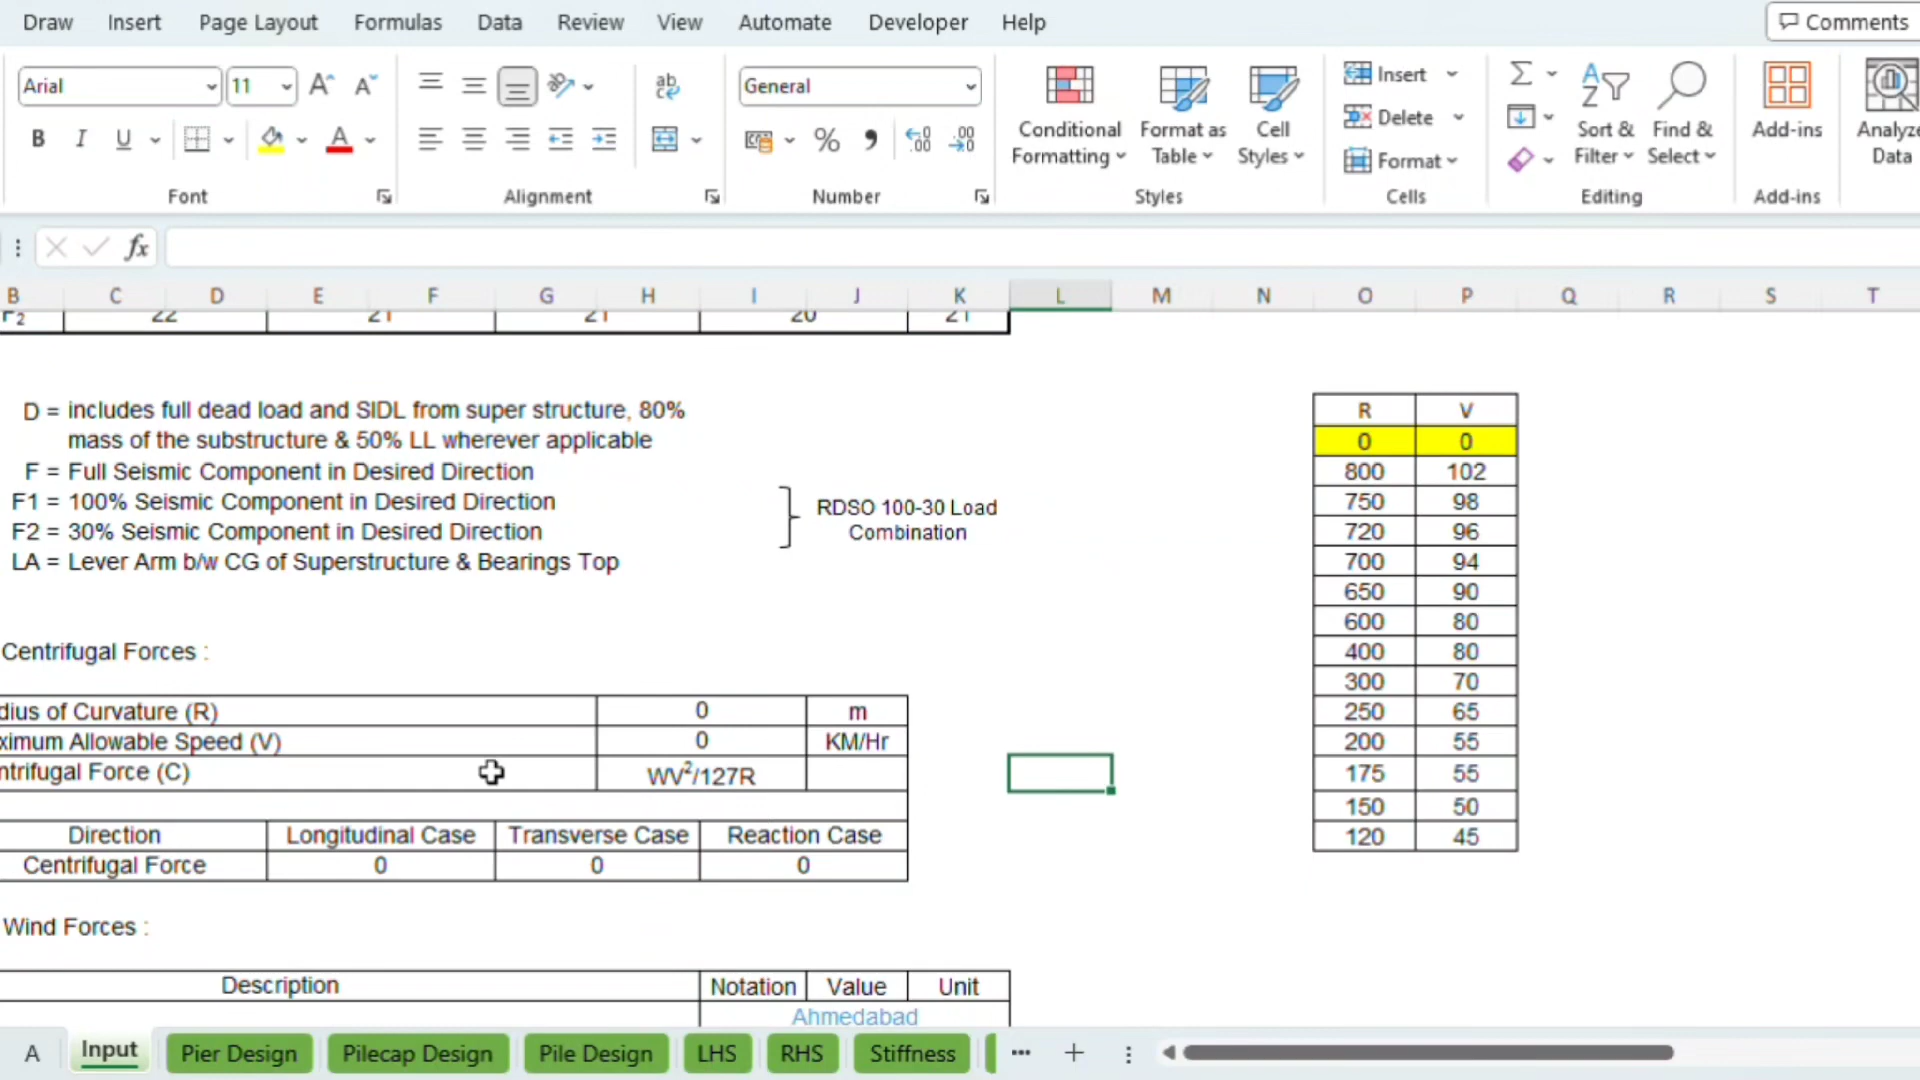 Draw Insert Page Layout Formulas Data Review View Automate Developer Help Comments
Arial 11 A^ A˅ ab General Insert Σ
B I U A % , Conditional Formatting Format as Table Cell Styles Delete Format Sort & Filter Find & Select Add-ins Analyze Data
Font Alignment Number Styles Cells Editing Add-ins
fx
B C D E F G H I J K L M N O P Q R S T
F2 22 21 21 20 21
D = includes full dead load and SIDL from super structure, 80%
mass of the substructure & 50% LL wherever applicable
F = Full Seismic Component in Desired Direction
F1 = 100% Seismic Component in Desired Direction
F2 = 30% Seismic Component in Desired Direction
LA = Lever Arm b/w CG of Superstructure & Bearings Top
RDSO 100-30 Load
Combination
R V
0 0
800 102
750 98
720 96
700 94
650 90
600 80
400 80
300 70
250 65
200 55
175 55
150 50
120 45
Centrifugal Forces :
dius of Curvature (R) 0 m
ximum Allowable Speed (V) 0 KM/Hr
ntrifugal Force (C) WV²/127R
Direction Longitudinal Case Transverse Case Reaction Case
Centrifugal Force 0 0 0
Wind Forces :
Description Notation Value Unit
Ahmedabad
A Input Pier Design Pilecap Design Pile Design LHS RHS Stiffness ... +